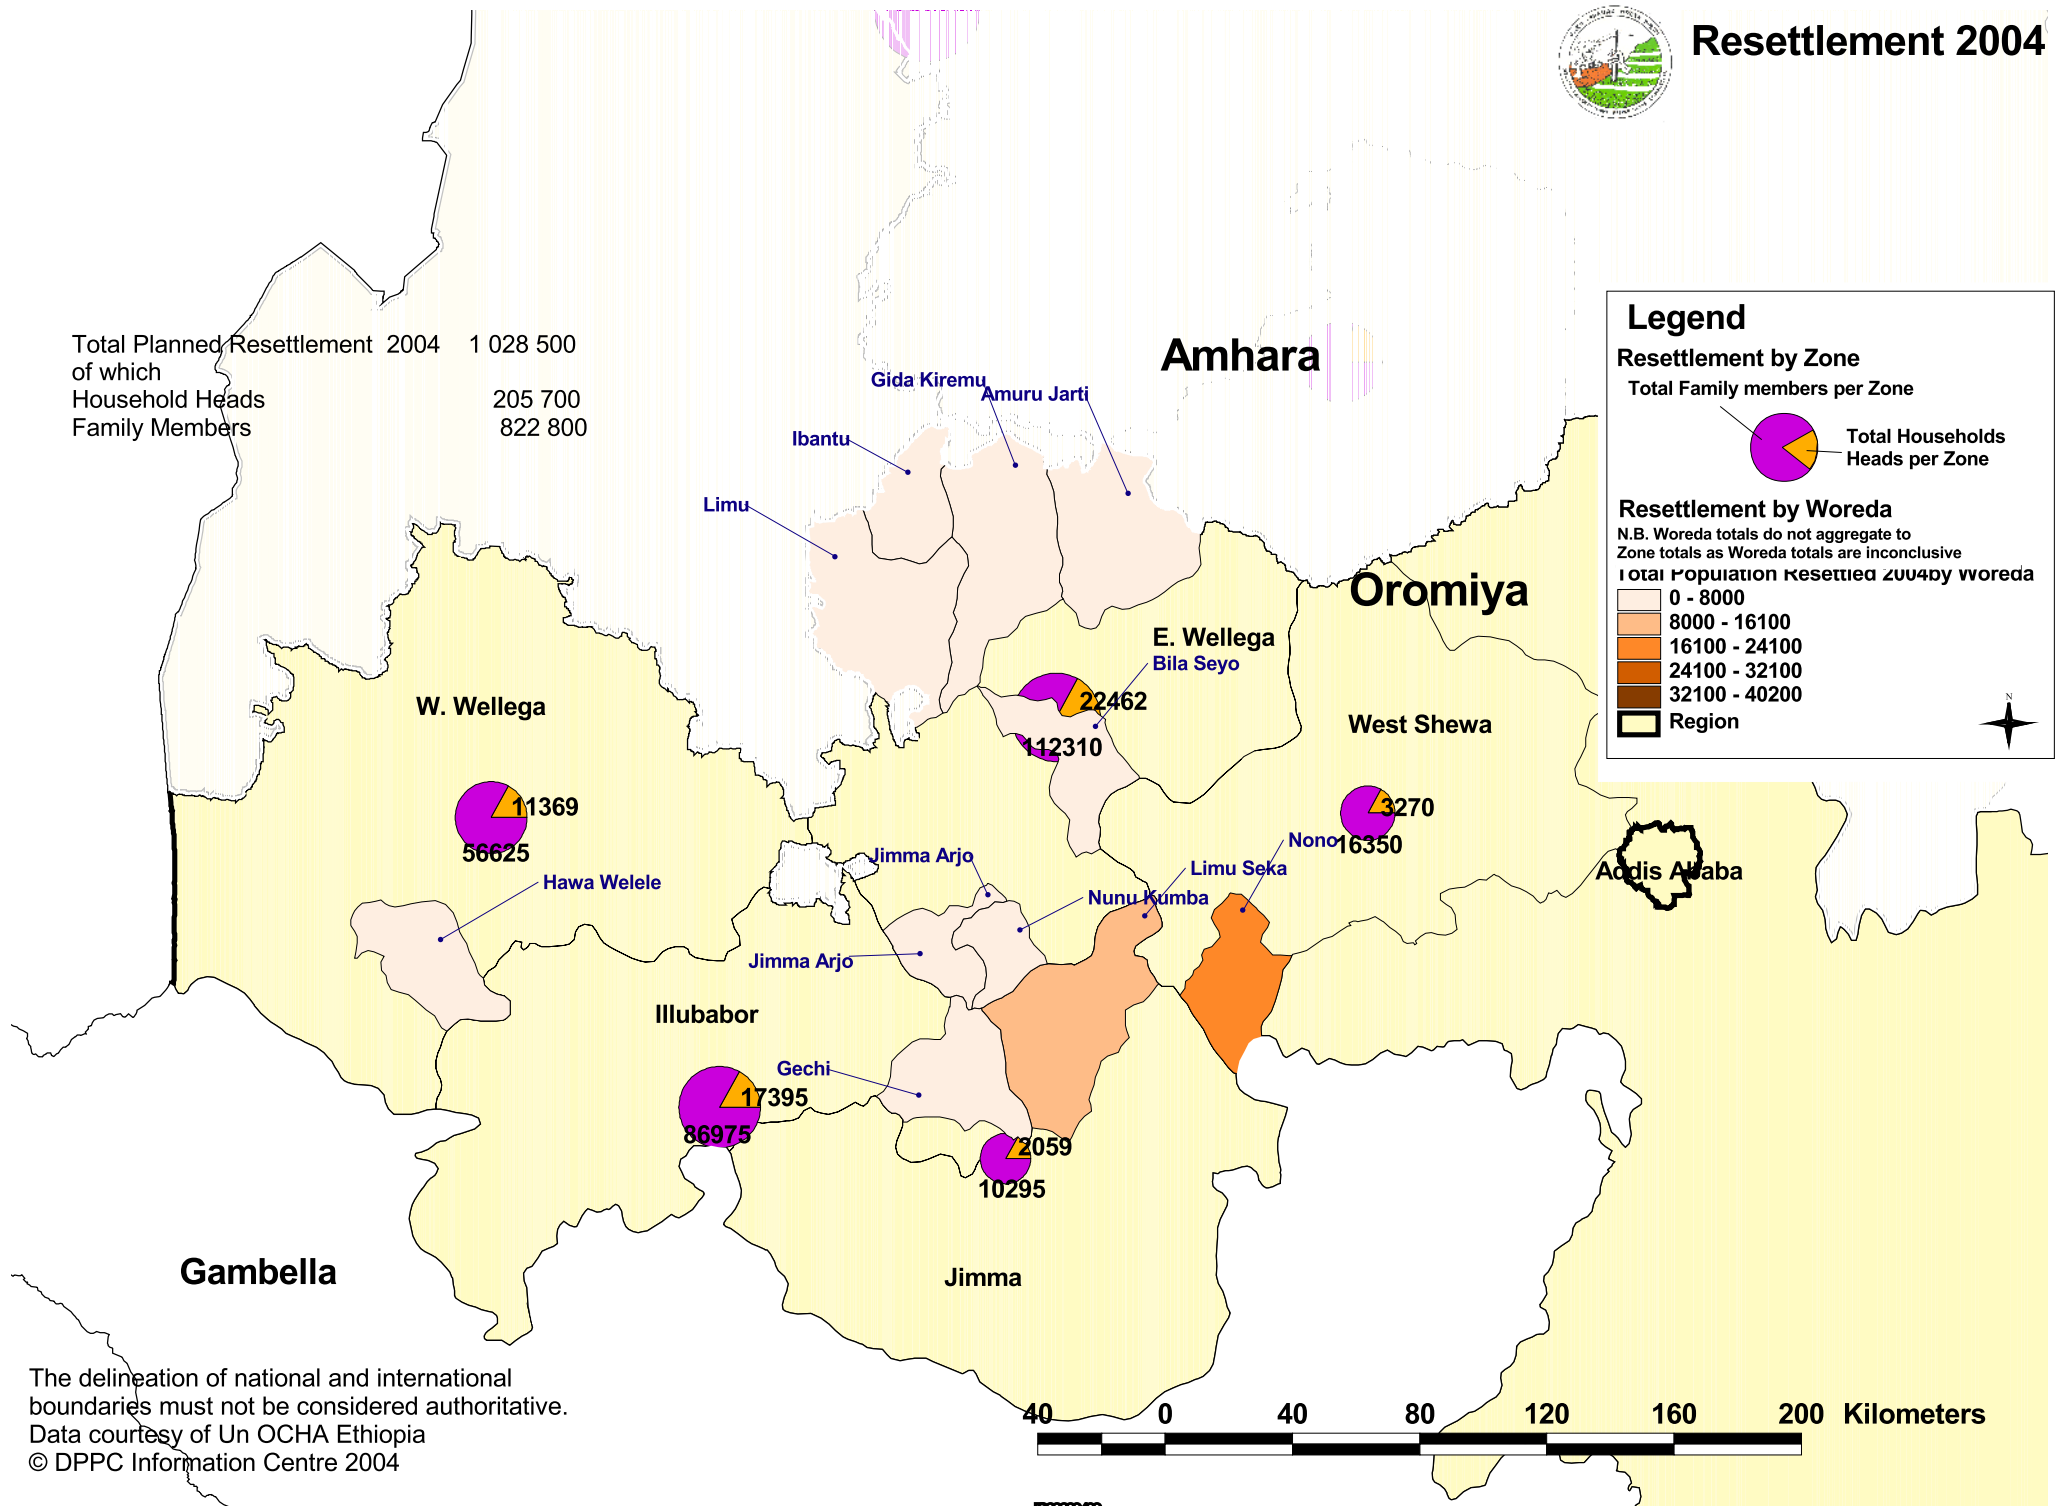 Resettlement 2004
Total Planned Resettlement 2004 1 028 500
of which
Household Heads 205 700
Family Members 822 800
Legend
Resettlement by Zone
Total Family members per Zone
Total Households
Heads per Zone
Resettlement by Woreda
N.B. Woreda totals do not aggregate to
Zone totals as Woreda totals are inconclusive
Total Population Resettled 2004by Woreda
0 - 8000
8000 - 16100
16100 - 24100
24100 - 32100
32100 - 40200
Region
N
Amhara
Gida Kiremu
Amuru Jarti
Ibantu
Limu
Oromiya
E. Wellega
Bila Seyo
22462
112310
W. Wellega
West Shewa
11369
56625
3270
16350
Nono
Addis Ababa
Hawa Welele
Jimma Arjo
Limu Seka
Nunu Kumba
Jimma Arjo
Illubabor
Gechi
17395
86975
2059
10295
Gambella
Jimma
The delineation of national and international
boundaries must not be considered authoritative.
Data courtesy of Un OCHA Ethiopia
© DPPC Information Centre 2004
40 0 40 80 120 160 200 Kilometers